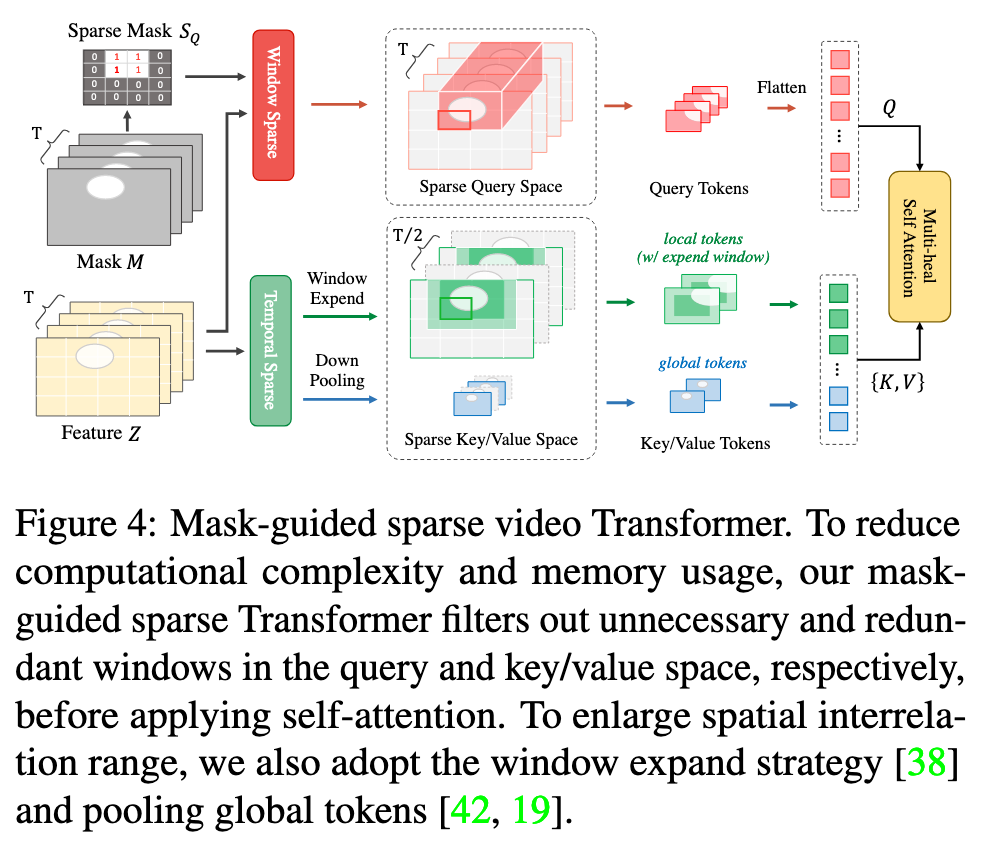 Sparse Mask S_Q
0 1 1 0
0 1 1 0
0 0 0 0
0 0 0 0
T
Mask M
T
Feature Z
Window Sparse
Temporal Sparse
Window
Expend
Down
Pooling
T
Sparse Query Space
T/2
Sparse Key/Value Space
Query Tokens
local tokens
(w/ expend window)
global tokens
Key/Value Tokens
Flatten
Q
{K, V}
Multi-heal
Self Attention
Figure 4: Mask-guided sparse video Transformer. To reduce
computational complexity and memory usage, our mask-
guided sparse Transformer filters out unnecessary and redun-
dant windows in the query and key/value space, respectively,
before applying self-attention. To enlarge spatial interrela-
tion range, we also adopt the window expand strategy [38]
and pooling global tokens [42, 19].